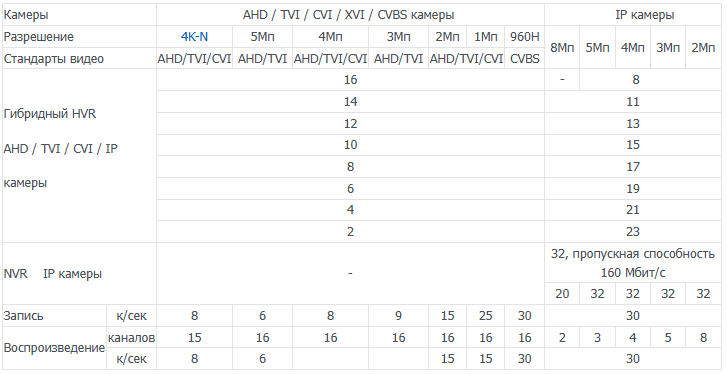 Камеры AHD / TVI / CVI / XVI / CVBS камеры IP камеры
Разрешение 4K-N 5Мп 4Мп 3Мп 2Мп 1Мп 960H 8Мп 5Мп 4Мп 3Мп 2Мп
Стандарты видео AHD/TVI/CVI AHD/TVI AHD/TVI/CVI AHD/TVI AHD/TVI/CVI CVBS
16 - 8
14 11
Гибридный HVR
12 13
AHD / TVI / CVI / IP
10 15
камеры
8 17
6 19
4 21
2 23
NVR IP камеры - 32, пропускная способность
160 Мбит/с
20 32 32 32 32
Запись к/сек 8 6 8 9 15 25 30 30
Воспроизведение каналов 15 16 16 16 16 16 16 2 3 4 5 8
к/сек 8 6 15 15 30 30